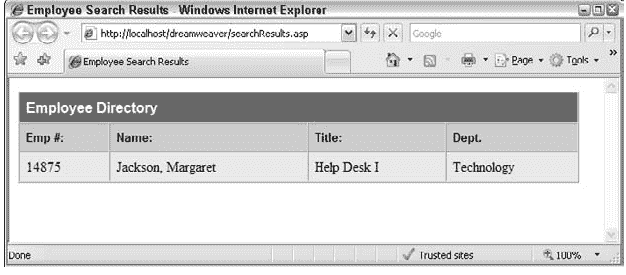 Employee Search Results - Windows Internet Explorer
http://localhost/dreamweaver/searchResults.asp
Google
Employee Search Results
Page
Tools
Employee Directory
Emp #: Name: Title: Dept.
14875 Jackson, Margaret Help Desk I Technology
Done Trusted sites 100%